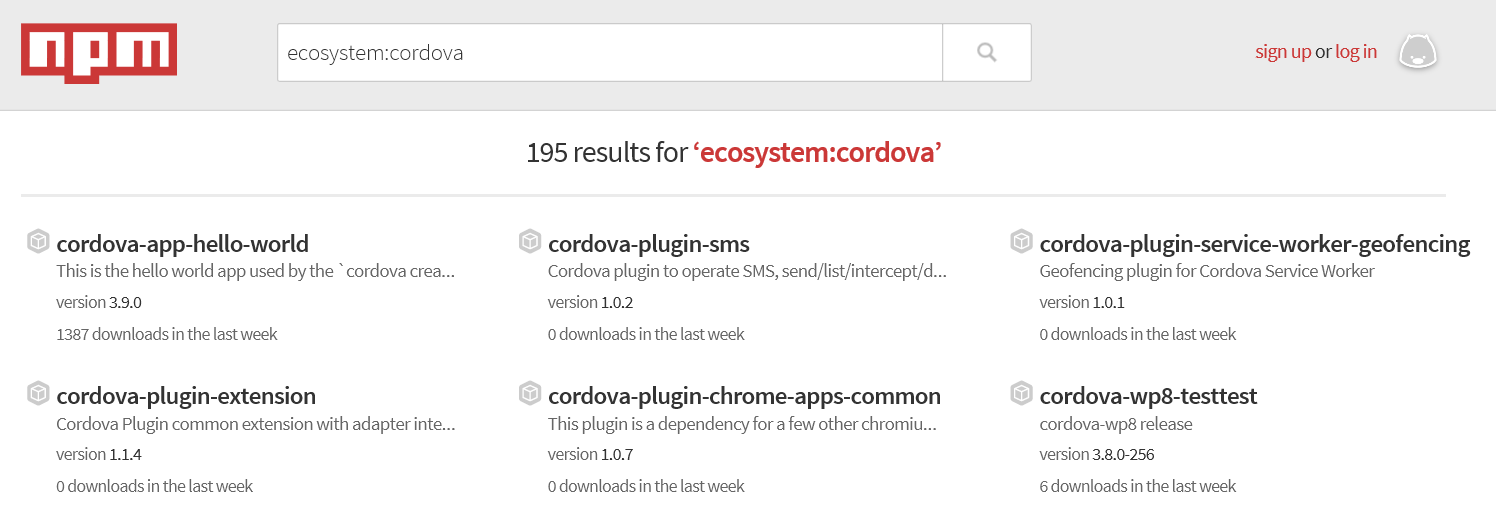 npm
ecosystem:cordova
sign up or log in
195 results for ‘ecosystem:cordova’
cordova-app-hello-world
This is the hello world app used by the `cordova crea...
version 3.9.0
1387 downloads in the last week
cordova-plugin-sms
Cordova plugin to operate SMS, send/list/intercept/d...
version 1.0.2
0 downloads in the last week
cordova-plugin-service-worker-geofencing
Geofencing plugin for Cordova Service Worker
version 1.0.1
0 downloads in the last week
cordova-plugin-extension
Cordova Plugin common extension with adapter inte...
version 1.1.4
0 downloads in the last week
cordova-plugin-chrome-apps-common
This plugin is a dependency for a few other chromiu...
version 1.0.7
0 downloads in the last week
cordova-wp8-testtest
cordova-wp8 release
version 3.8.0-256
6 downloads in the last week